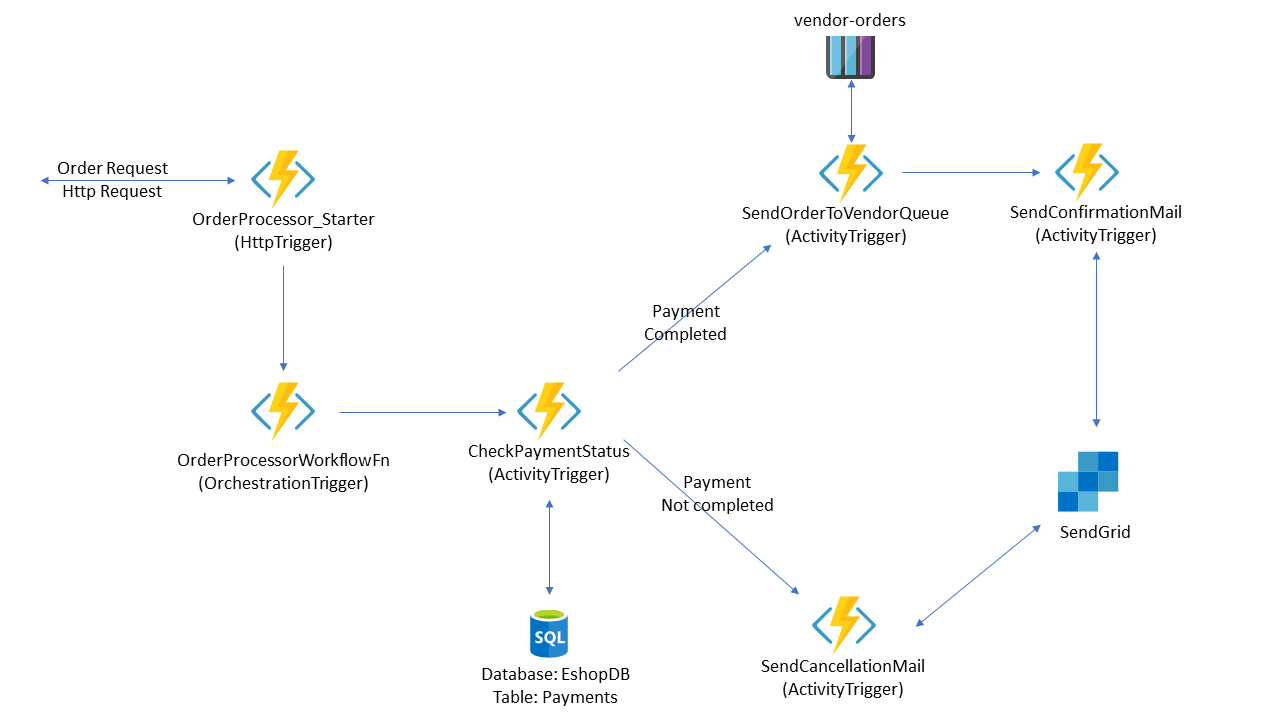 vendor-orders
Order Request
Http Request
OrderProcessor_Starter
(HttpTrigger)
SendOrderToVendorQueue
(ActivityTrigger)
SendConfirmationMail
(ActivityTrigger)
Payment
Completed
OrderProcessorWorkflowFn
(OrchestrationTrigger)
CheckPaymentStatus
(ActivityTrigger)
Payment
Not completed
SendGrid
SQL
Database: EshopDB
Table: Payments
SendCancellationMail
(ActivityTrigger)